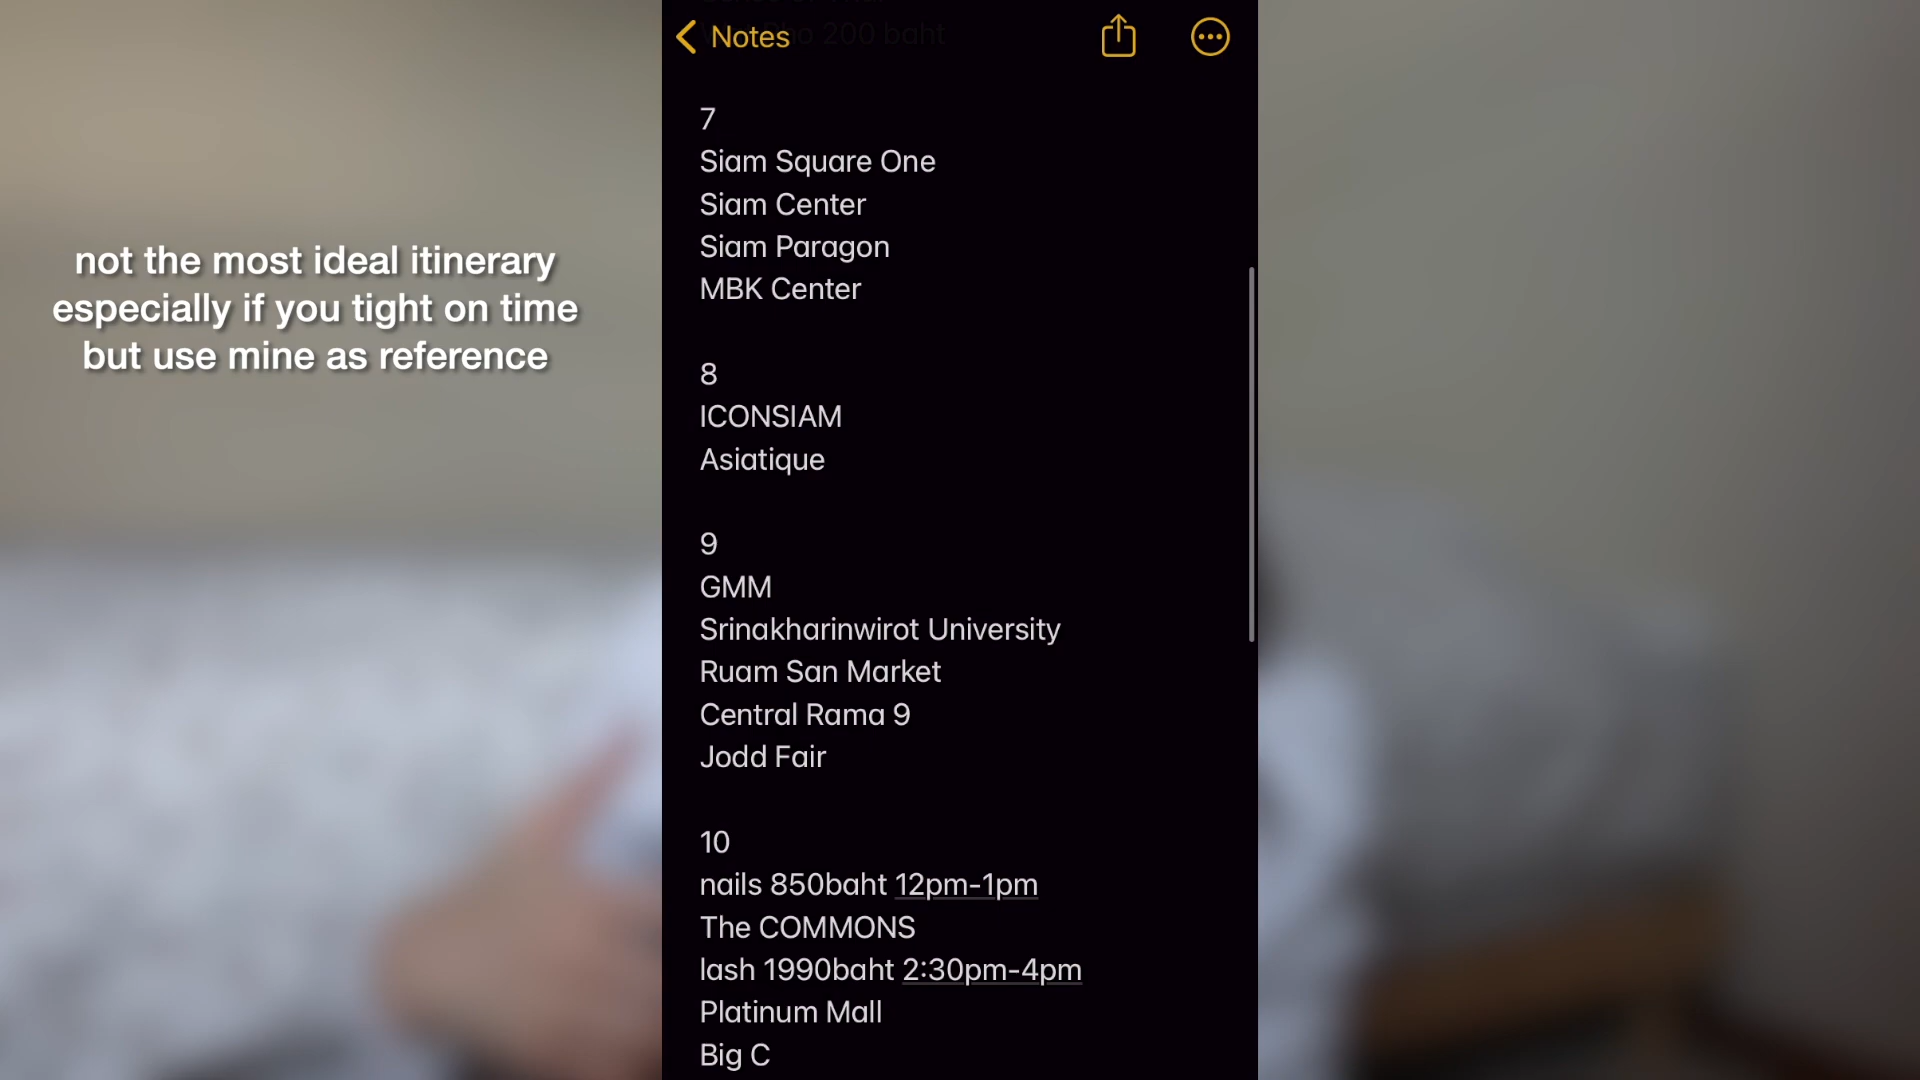 not the most ideal itinerary
especially if you tight on time
but use mine as reference
Notes
200 baht
7
Siam Square One
Siam Center
Siam Paragon
MBK Center
8
ICONSIAM
Asiatique
9
GMM
Srinakharinwirot University
Ruam San Market
Central Rama 9
Jodd Fair
10
nails 850baht 12pm-1pm
The COMMONS
lash 1990baht 2:30pm-4pm
Platinum Mall
Big C